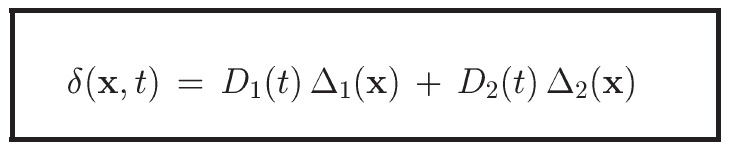 δ(𝐱, t) = D₁(t) Δ₁(𝐱) + D₂(t) Δ₂(𝐱)